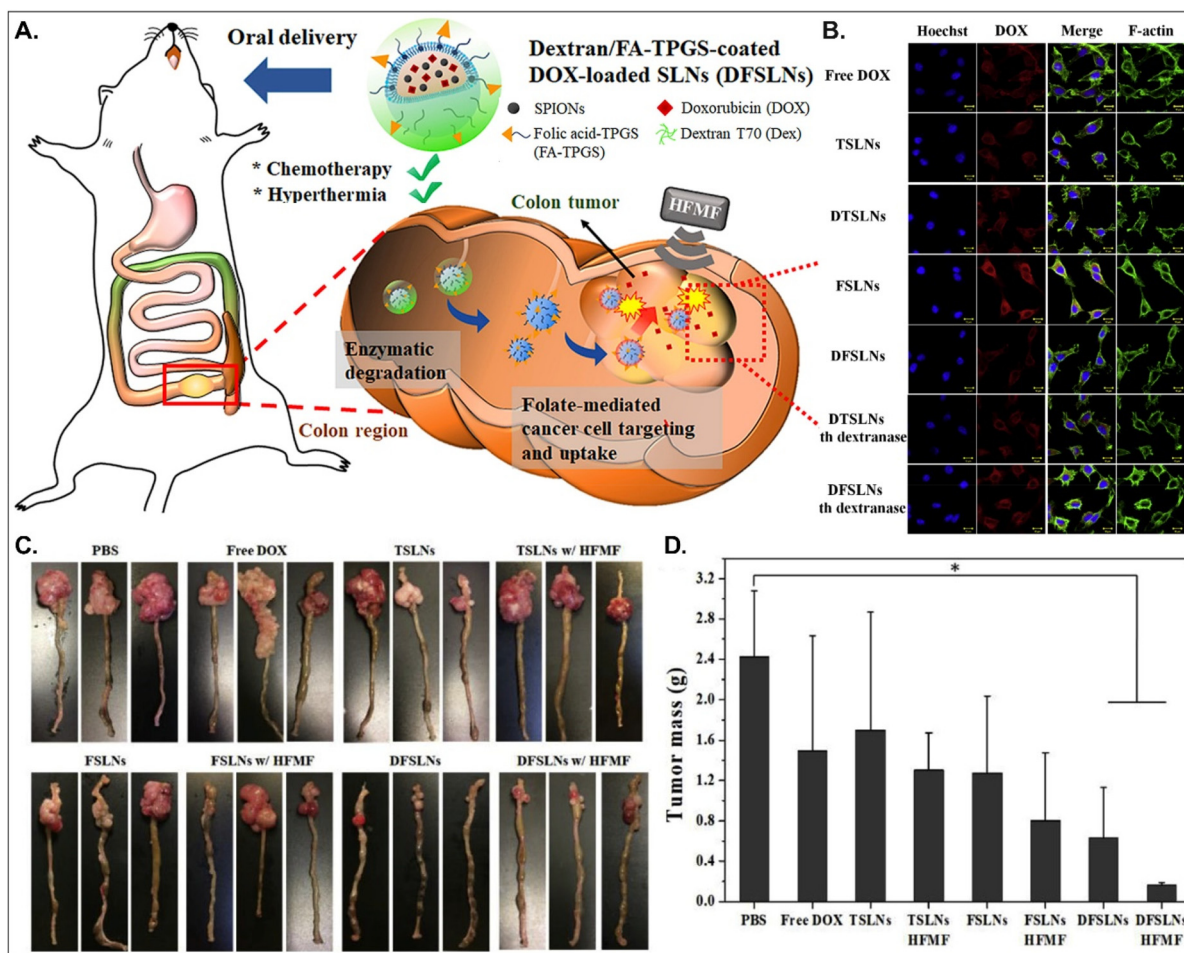 A.
Oral delivery
Dextran/FA-TPGS-coated
DOX-loaded SLNs (DFSLNs)
SPIONs
Doxorubicin (DOX)
Folic acid-TPGS
(FA-TPGS)
Dextran T70 (Dex)
* Chemotherapy
* Hyperthermia
Colon tumor
HFMF
Enzymatic
degradation
Folate-mediated
cancer cell targeting
and uptake
Colon region
B.
Hoechst DOX Merge F-actin
Free DOX
TSLNs
DTSLNs
FSLNs
DFSLNs
DTSLNs
th dextranase
DFSLNs
th dextranase
C.
PBS Free DOX TSLNs TSLNs w/ HFMF
FSLNs FSLNs w/ HFMF DFSLNs DFSLNs w/ HFMF
D.
*
Tumor mass (g)
3.2
2.8
2.4
2.0
1.6
1.2
0.8
0.4
0.0
PBS Free DOX TSLNs TSLNs HFMF FSLNs FSLNs HFMF DFSLNs DFSLNs HFMF